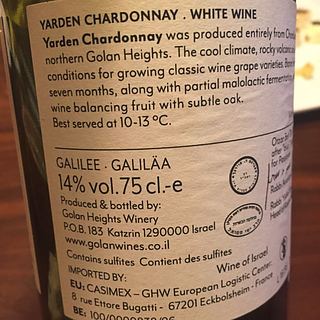 YARDEN CHARDONNAY . WHITE WINE
Yarden Chardonnay was produced entirely from
northern Golan Heights. The cool climate, rocky volcanic
conditions for growing classic wine grape varieties.
seven months, along with partial malolactic
wine balancing fruit with subtle oak.
Best served at 10-13 ºC.
GALILEE · GALILÄA
14% vol. 75 cl.-e
Produced & bottled by:
Golan Heights Winery
P.O.B. 183 Katzrin 1290000 Israel
www.golanwines.co.il
Contains sulfites Contient des sulfites
Wine of Israel
IMPORTED BY:
EU: CASIMEX – GHW European Logistic Center:
8 rue Ettore Bugatti - 67201 Eckbolsheim - France
BE: